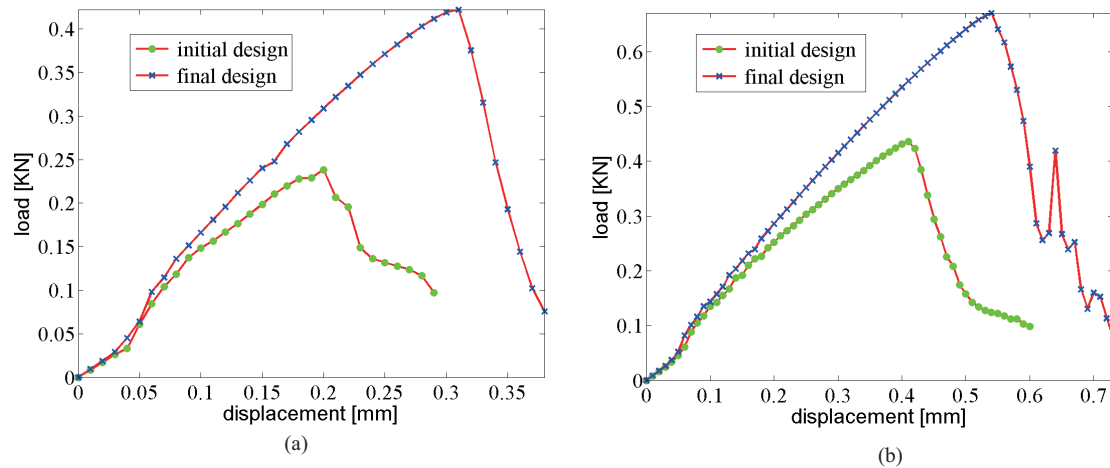 0.4
0.35
0.3
0.25
0.2
0.15
0.1
0.05
0
load [KN]
initial design
final design
0 0.05 0.1 0.15 0.2 0.25 0.3 0.35
displacement [mm]
(a)
0.6
0.5
0.4
0.3
0.2
0.1
0
load [KN]
initial design
final design
0 0.1 0.2 0.3 0.4 0.5 0.6 0.7
displacement [mm]
(b)